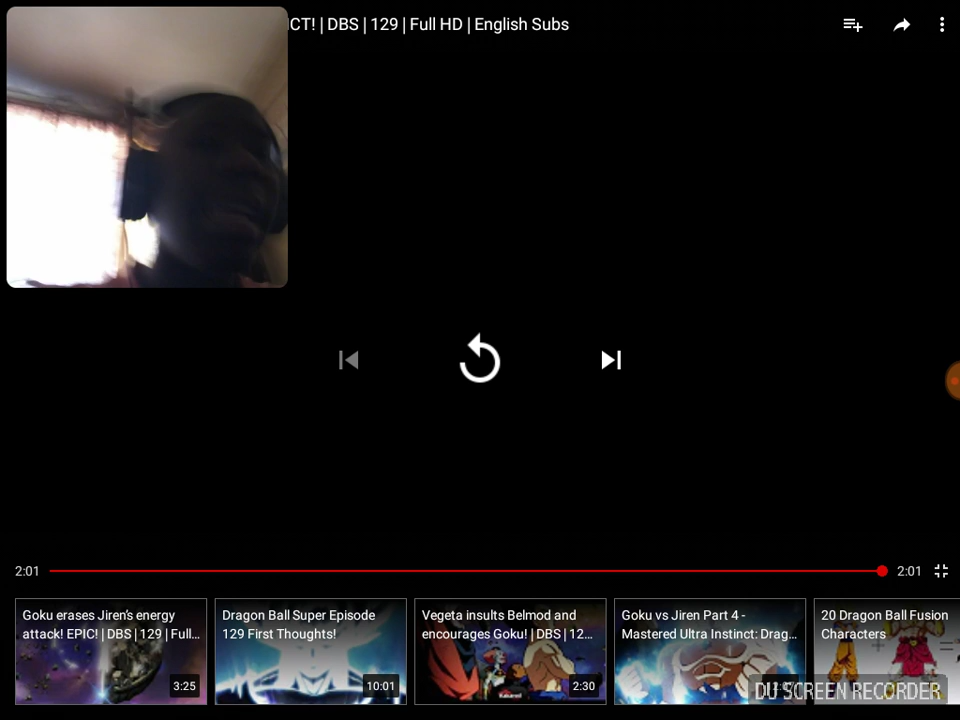 CT! | DBS | 129 | Full HD | English Subs
2:01
2:01
Goku erases Jiren's energy
attack! EPIC! | DBS | 129 | Full...
3:25
Dragon Ball Super Episode
129 First Thoughts!
10:01
Vegeta insults Belmod and
encourages Goku! | DBS | 12...
2:30
Goku vs Jiren Part 4 -
Mastered Ultra Instinct: Drag...
20 Dragon Ball Fusion
Characters
DU SCREEN RECORDER